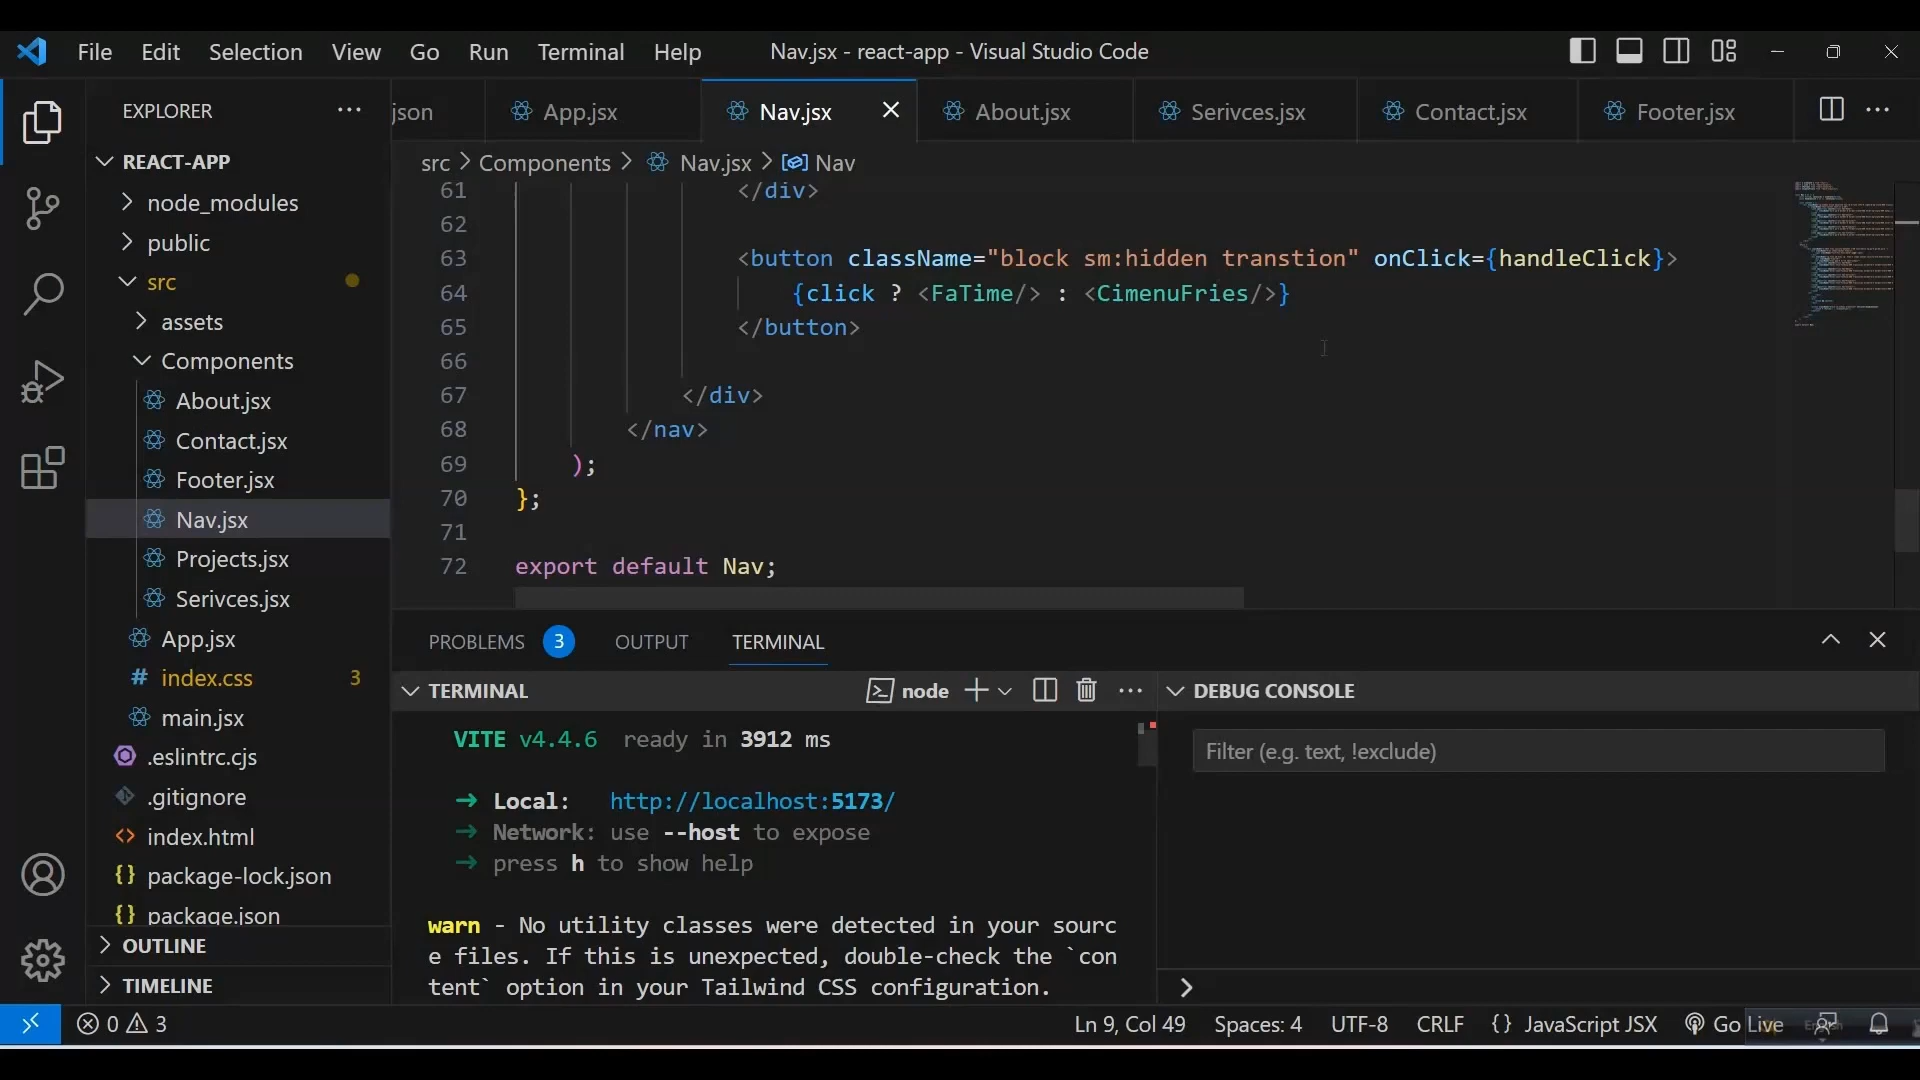 File Edit Selection View Go Run Terminal Help Nav.jsx - react-app - Visual Studio Code
EXPLORER
json App.jsx Nav.jsx About.jsx Serivces.jsx Contact.jsx Footer.jsx
REACT-APP
node_modules
public
src
assets
Components
About.jsx
Contact.jsx
Footer.jsx
Nav.jsx
Projects.jsx
Serivces.jsx
App.jsx
index.css 3
main.jsx
.eslintrc.cjs
.gitignore
index.html
package-lock.json
package.json
OUTLINE
TIMELINE
src > Components > Nav.jsx > Nav
61 </div>
62
63 <button className="block sm:hidden transtion" onClick={handleClick}>
64 {click ? <FaTime/> : <CimenuFries/>}
65 </button>
66
67 </div>
68 </nav>
69 );
70 };
71
72 export default Nav;
PROBLEMS 3 OUTPUT TERMINAL
TERMINAL node
VITE v4.4.6 ready in 3912 ms
➜ Local: http://localhost:5173/
➜ Network: use --host to expose
➜ press h to show help
warn - No utility classes were detected in your sourc
e files. If this is unexpected, double-check the `con
tent` option in your Tailwind CSS configuration.
DEBUG CONSOLE
Filter (e.g. text, !exclude)
0 3 Ln 9, Col 49 Spaces: 4 UTF-8 CRLF {} JavaScript JSX Go Live